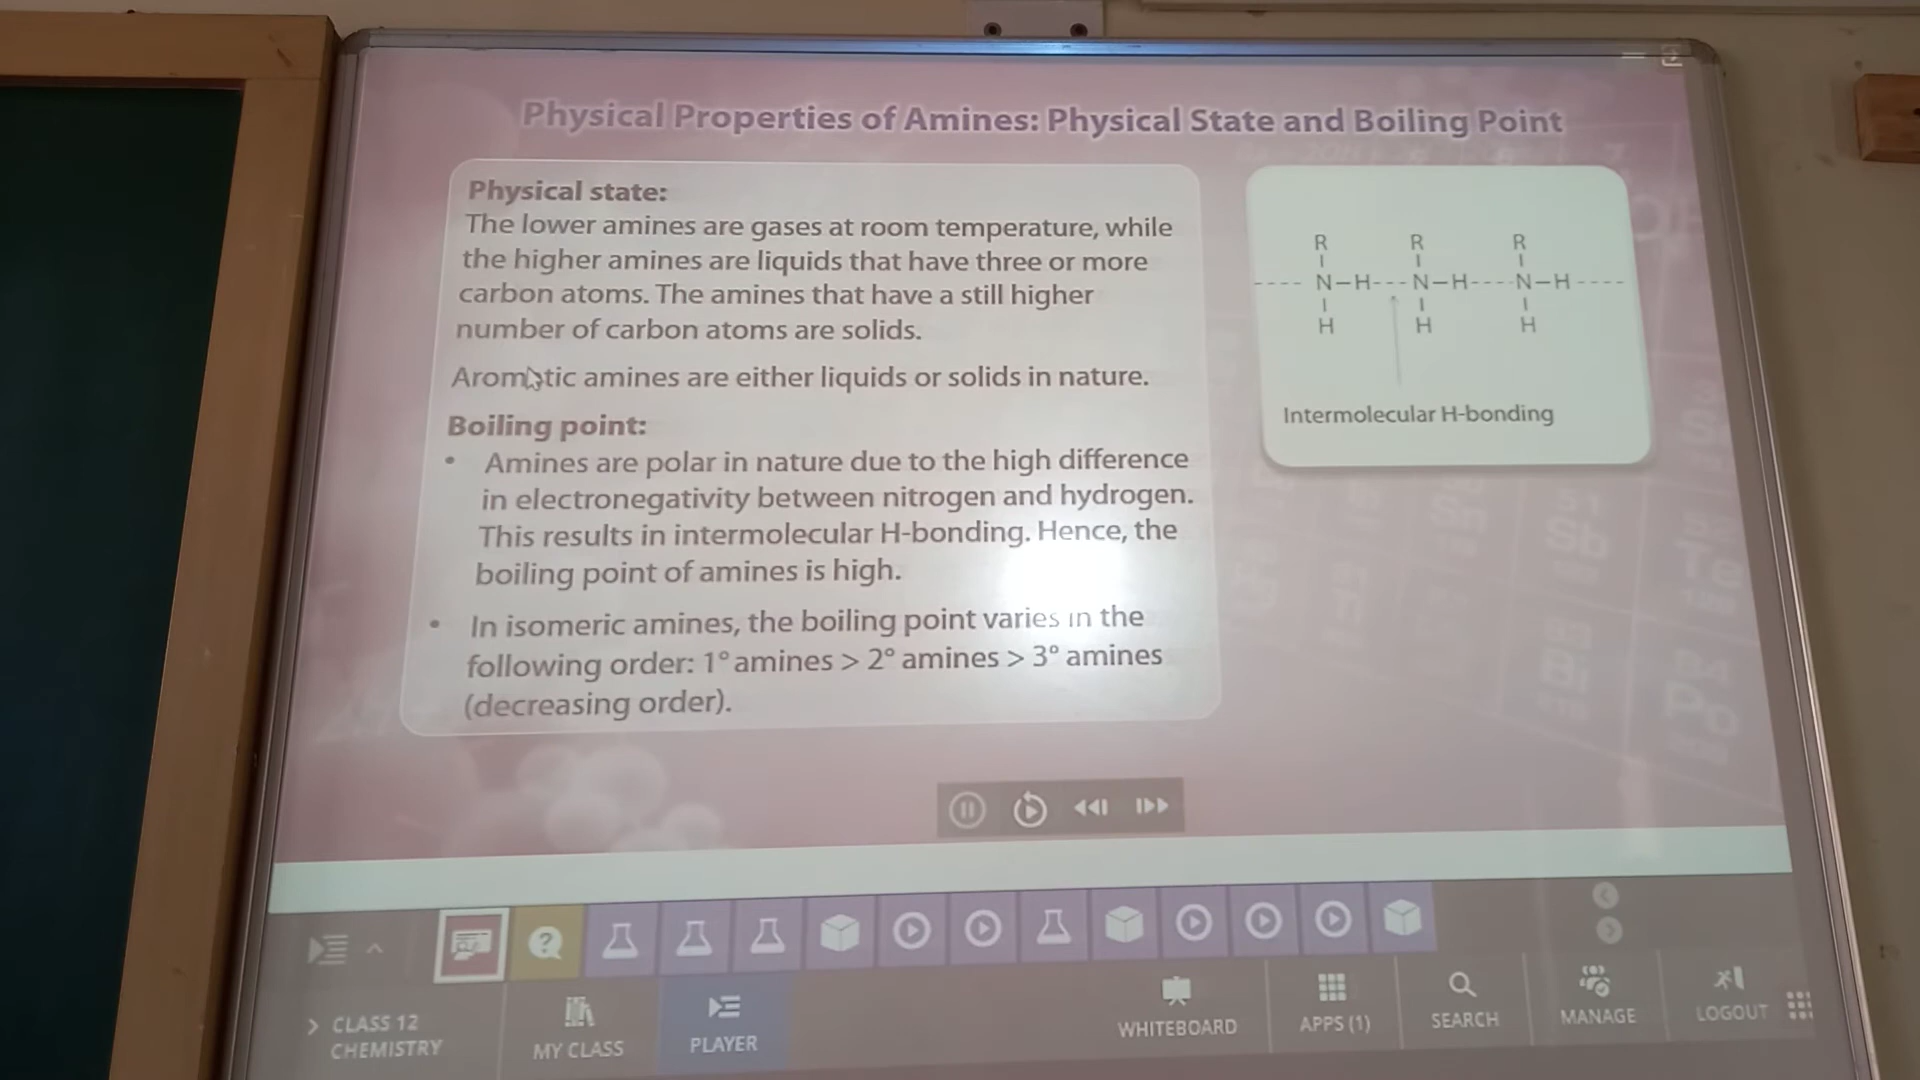 Physical Properties of Amines: Physical State and Boiling Point
Physical state:
The lower amines are gases at room temperature, while
the higher amines are liquids that have three or more
carbon atoms. The amines that have a still higher
number of carbon atoms are solids.
Aromatic amines are either liquids or solids in nature.
Boiling point:
• Amines are polar in nature due to the high difference
in electronegativity between nitrogen and hydrogen.
This results in intermolecular H-bonding. Hence, the
boiling point of amines is high.
• In isomeric amines, the boiling point varies in the
following order: 1° amines > 2° amines > 3° amines
(decreasing order).
R R R
---- N–H---N–H----N–H ----
H H H
Intermolecular H-bonding
Sn
51
Sb
Te
Po
CLASS 12
CHEMISTRY
MY CLASS
PLAYER
WHITEBOARD
APPS (1)
SEARCH
MANAGE
LOGOUT